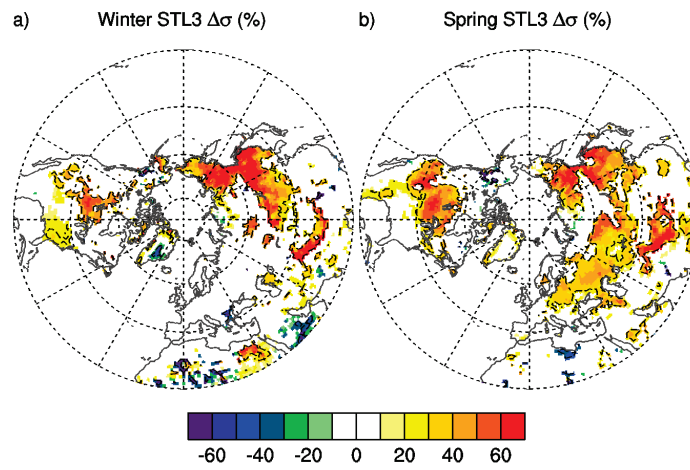 a) Winter STL3 Δσ (%)
b) Spring STL3 Δσ (%)
-60 -40 -20 0 20 40 60